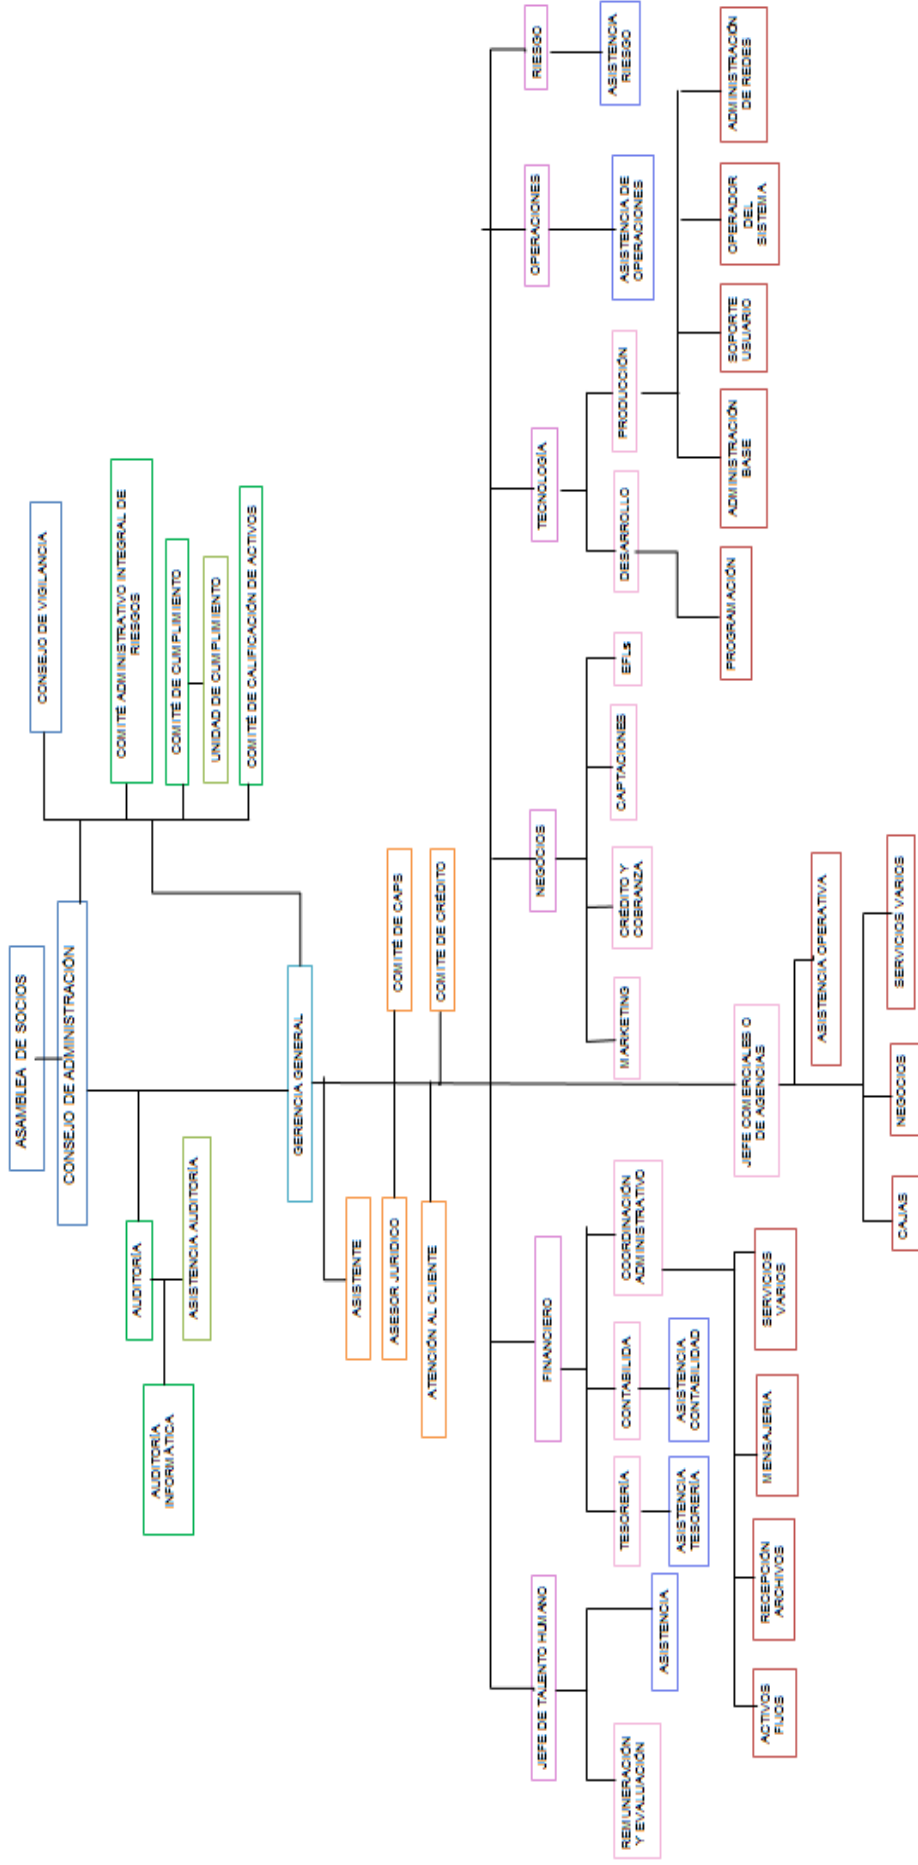 ASAMBLEA DE SOCIOS
CONSEJO DE ADMINISTRACIÓN
CONSEJO DE VIGILANCIA
AUDITORÍA
COMITÉ ADMINISTRATIVO INTEGRAL DE
RIESGOS
AUDITORÍA
INFORMÁTICA
COMITÉ DE CUMPLIMIENTO
ASISTENCIA AUDITORÍA
UNIDAD DE CUMPLIMIENTO
COMITÉ DE CALIFICACIÓN DE ACTIVOS
GERENCIA GENERAL
ASISTENTE
ASESOR JURIDICO
COMITÉ DE CAPS
ATENCIÓN AL CLIENTE
COMITE DE CRÉDITO
JEFE DE TALENTO HUMANO
FINANCIERO
NEGOCIOS
TECNOLOGÍA
OPERACIONES
RIESGO
REMUNERACIÓN
Y EVALUACIÓN
ASISTENCIA
TESORERÍA
CONTABILIDA
COORDINACIÓN
ADMINISTRATIVO
MARKETING
CRÉDITO Y
COBRANZA
CAPTACIONES
EFLs
DESARROLLO
PRODUCCIÓN
ASISTENCIA DE
OPERACIONES
ASISTENCIA
RIESGO
ASISTENCIA
TESORERÍA
ASISTENCIA
CONTABILIDAD
ACTIVOS
FIJOS
RECEPCIÓN
ARCHIVOS
MENSAJERIA
SERVICIOS
VARIOS
JEFE COMERCIALES O
DE AGENCIAS
PROGRAMACIÓN
ADMINISTRACIÓN
BASE
SOPORTE
USUARIO
OPERADOR
DEL
SISTEMA
ADMINISTRACIÓN
DE REDES
ASISTENCIA OPERATIVA
CAJAS
NEGOCIOS
SERVICIOS VARIOS